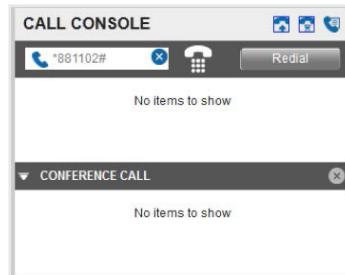 CALL CONSOLE
*881102#
Redial
No items to show
CONFERENCE CALL
No items to show